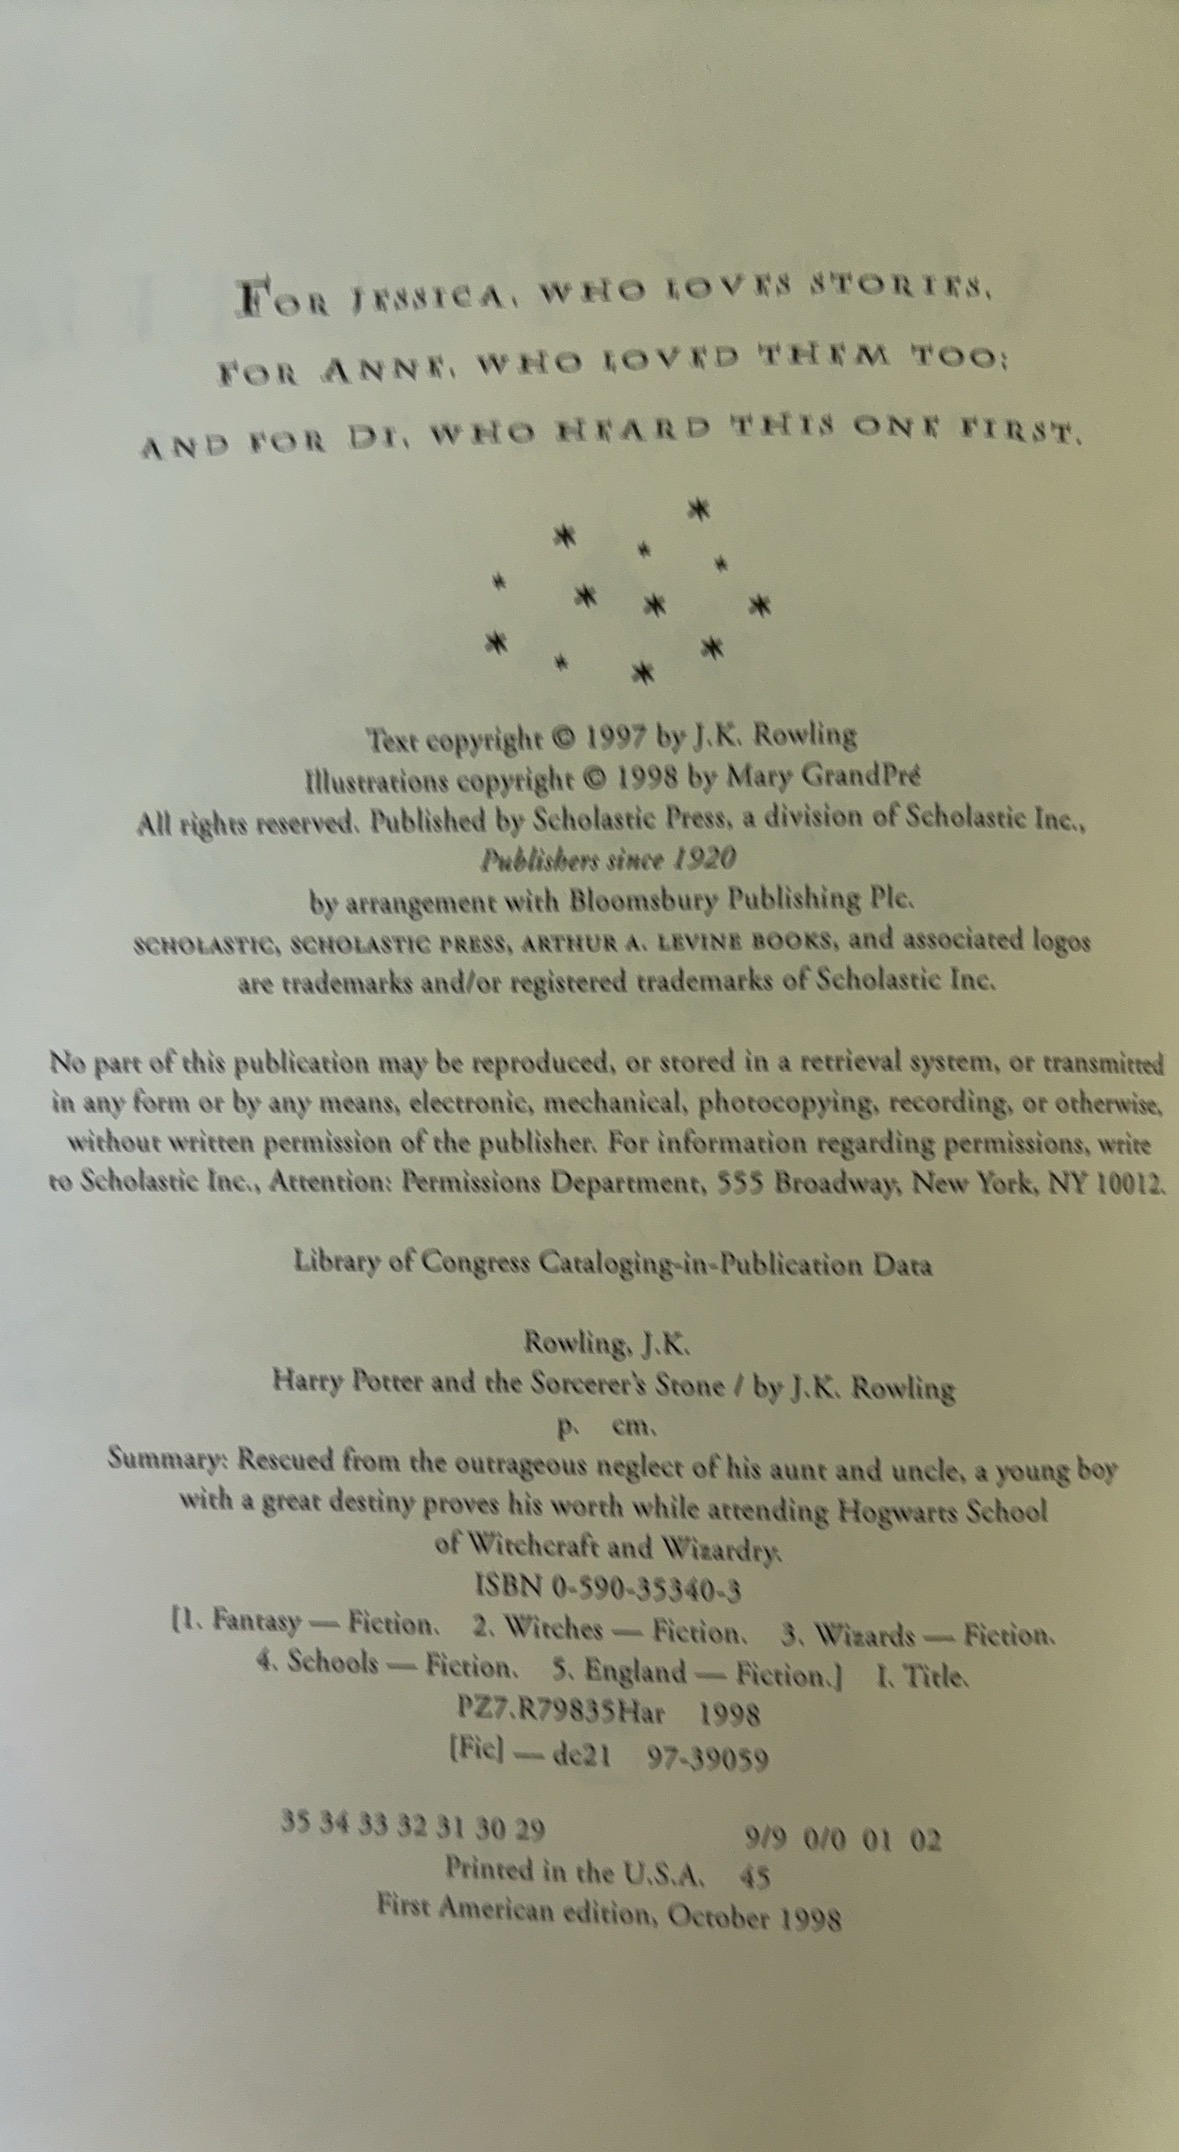 FOR JESSICA, WHO LOVES STORIES,
FOR ANNE, WHO LOVED THEM TOO;
AND FOR DI, WHO HEARD THIS ONE FIRST.
Text copyright © 1997 by J.K. Rowling
Illustrations copyright © 1998 by Mary GrandPré
All rights reserved. Published by Scholastic Press, a division of Scholastic Inc.,
Publishers since 1920
by arrangement with Bloomsbury Publishing Plc.
SCHOLASTIC, SCHOLASTIC PRESS, ARTHUR A. LEVINE BOOKS, and associated logos
are trademarks and/or registered trademarks of Scholastic Inc.
No part of this publication may be reproduced, or stored in a retrieval system, or transmitted
in any form or by any means, electronic, mechanical, photocopying, recording, or otherwise,
without written permission of the publisher. For information regarding permissions, write
to Scholastic Inc., Attention: Permissions Department, 555 Broadway, New York, NY 10012.
Library of Congress Cataloging-in-Publication Data
Rowling, J.K.
Harry Potter and the Sorcerer's Stone / by J.K. Rowling
p. cm.
Summary: Rescued from the outrageous neglect of his aunt and uncle, a young boy
with a great destiny proves his worth while attending Hogwarts School
of Witchcraft and Wizardry.
ISBN 0-590-35340-3
[1. Fantasy — Fiction. 2. Witches — Fiction. 3. Wizards — Fiction.
4. Schools — Fiction. 5. England — Fiction.] I. Title.
PZ7.R79835Har 1998
[Fic] — dc21 97-39059
35 34 33 32 31 30 29 9/9 0/0 01 02
Printed in the U.S.A. 45
First American edition, October 1998